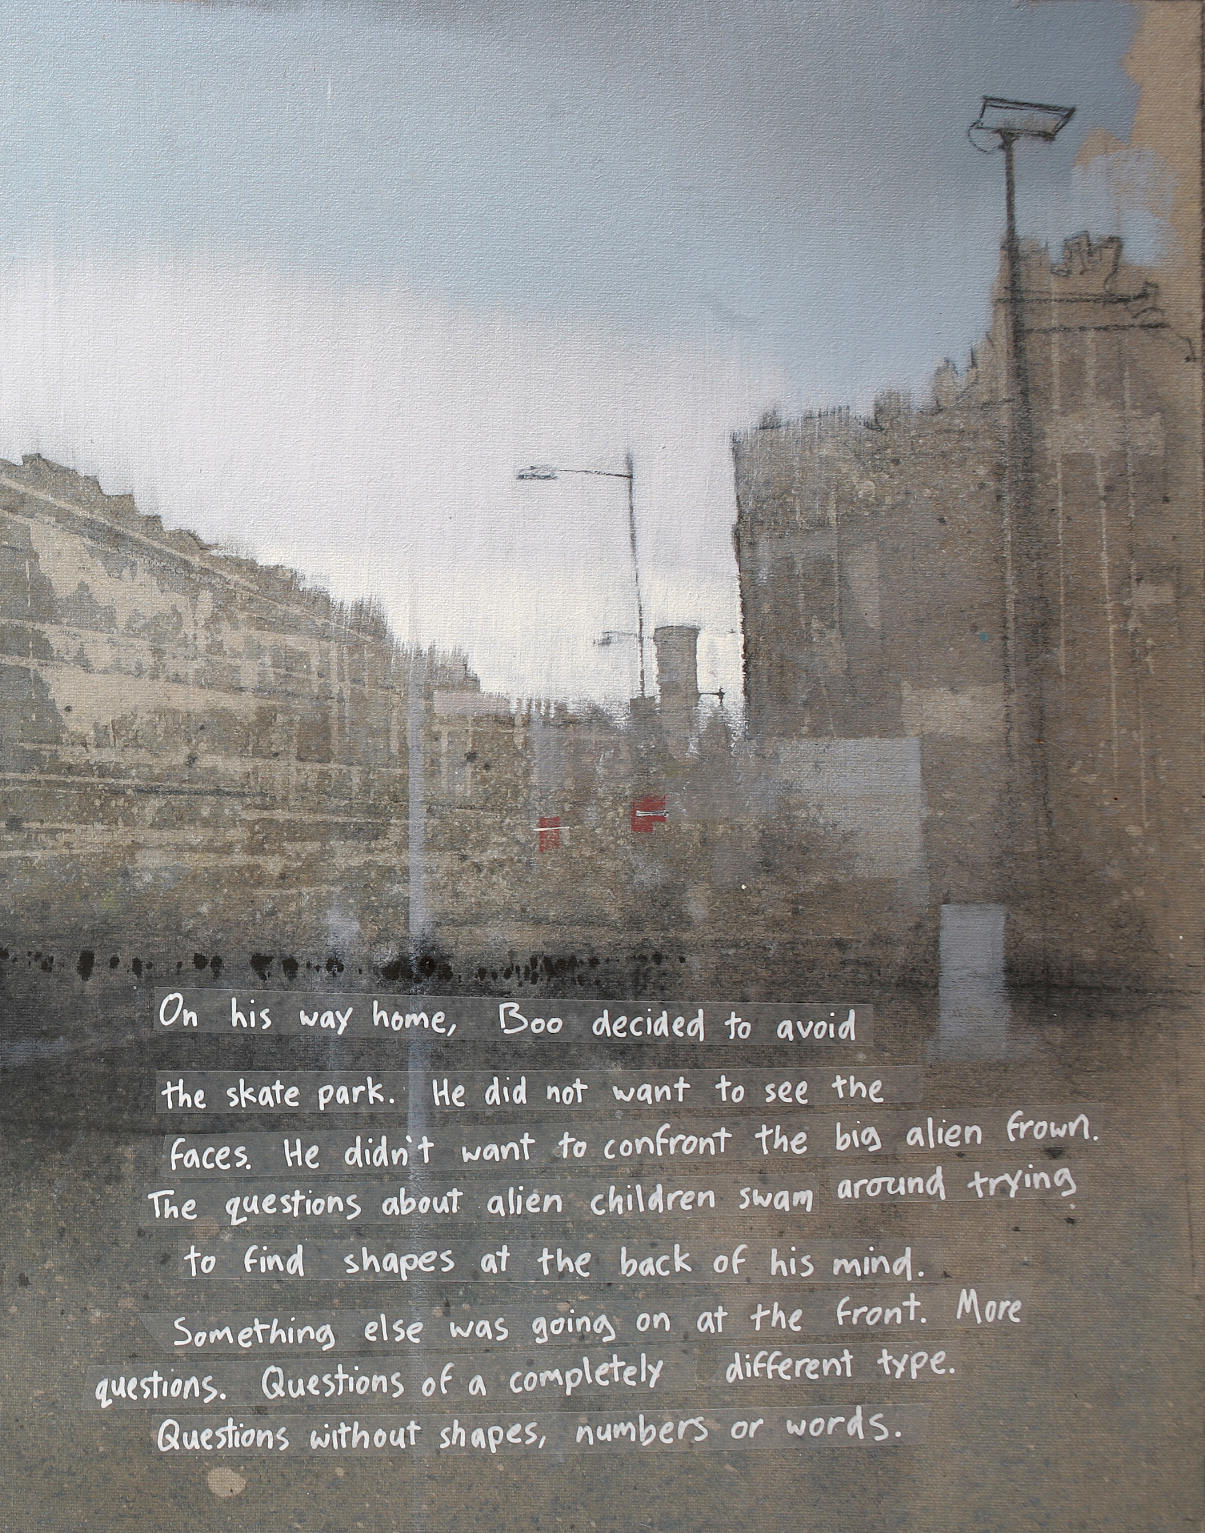 On his way home, Boo decided to avoid
the skate park. He did not want to see the
faces. He didn't want to confront the big alien frown.
The questions about alien children swam around trying
to find shapes at the back of his mind.
Something else was going on at the front. More
questions. Questions of a completely different type.
Questions without shapes, numbers or words.